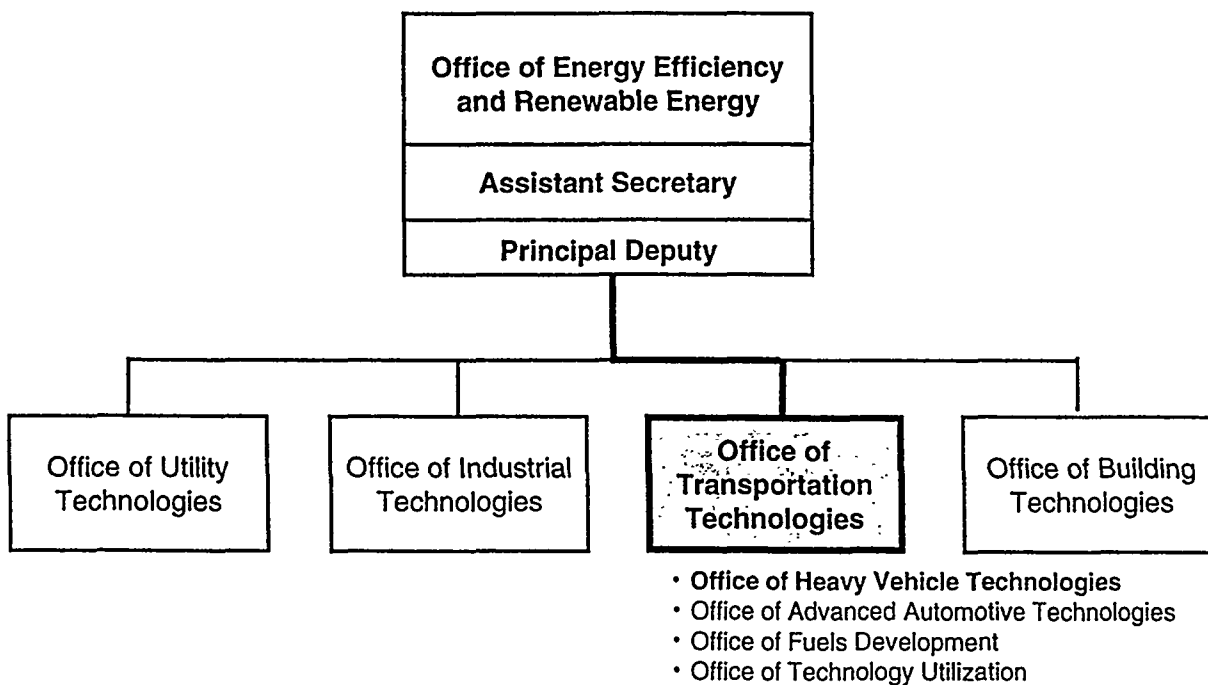 Office of Energy Efficiency
and Renewable Energy
Assistant Secretary
Principal Deputy
Office of Utility
Technologies
Office of Industrial
Technologies
Office of
Transportation
Technologies
Office of Building
Technologies
• Office of Heavy Vehicle Technologies
• Office of Advanced Automotive Technologies
• Office of Fuels Development
• Office of Technology Utilization